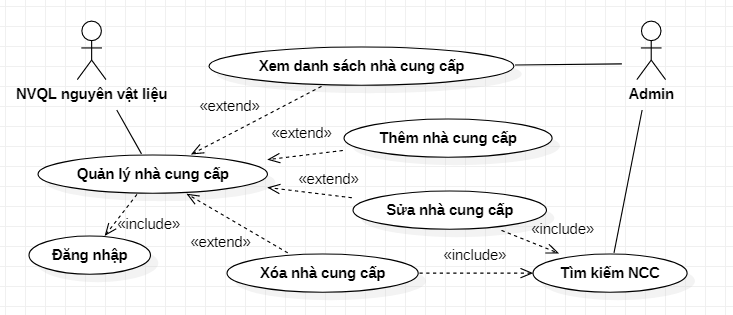 Xem danh sách nhà cung cấp
NVQL nguyên vật liệu
Admin
«extend»
«extend»
Thêm nhà cung cấp
Quản lý nhà cung cấp
«extend»
Sửa nhà cung cấp
«include»
«include»
«extend»
Đăng nhập
«include»
Xóa nhà cung cấp
Tìm kiếm NCC